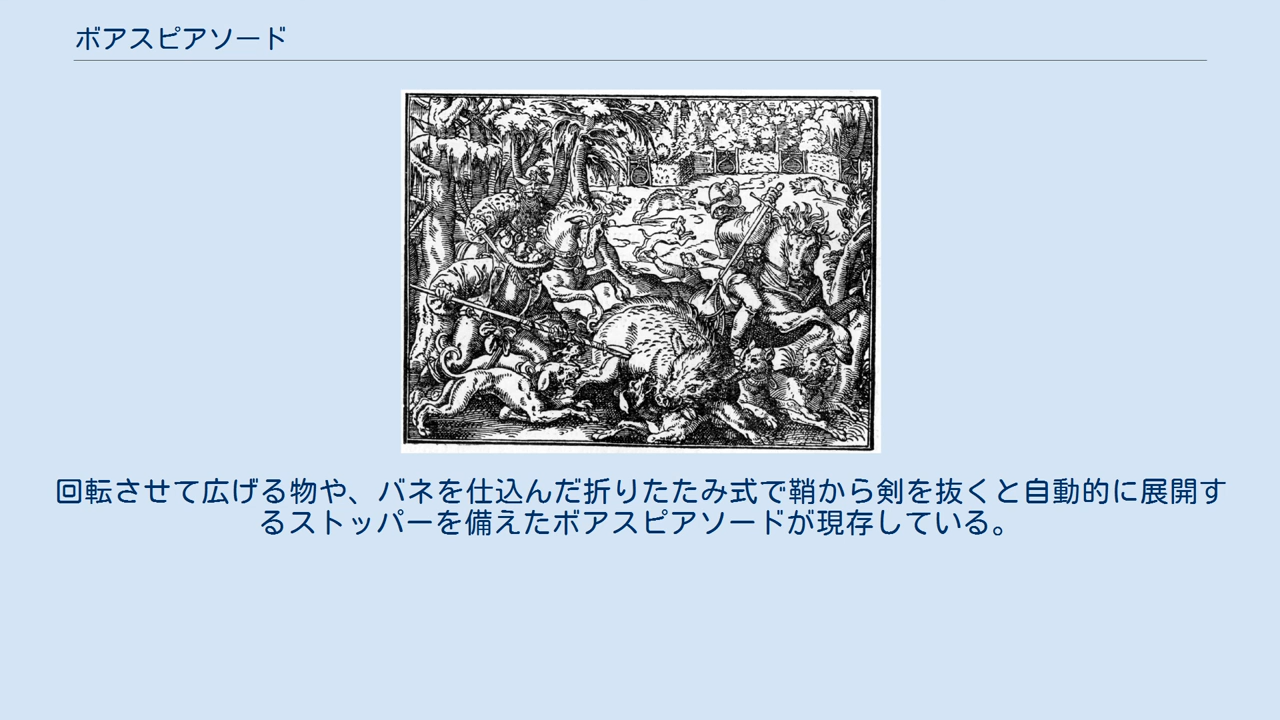 ボアスピアソード
回転させて広げる物や、バネを仕込んだ折りたたみ式で鞘から剣を抜くと自動的に展開す
るストッパーを備えたボアスピアソードが現存している。